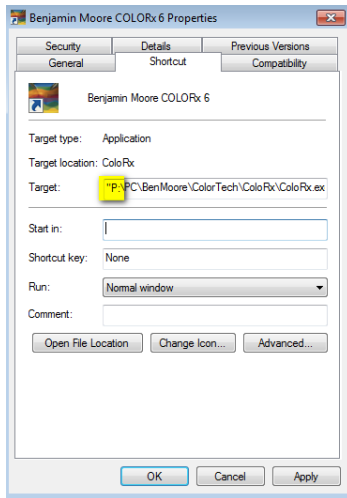 Benjamin Moore COLORx 6 Properties
Security Details Previous Versions
General Shortcut Compatibility
Benjamin Moore COLORx 6
Target type: Application
Target location: ColoRx
Target: "P:\PC\BenMoore\ColorTech\ColoRx\ColoRx.ex
Start in:
Shortcut key: None
Run: Normal window
Comment:
Open File Location Change Icon... Advanced...
OK Cancel Apply